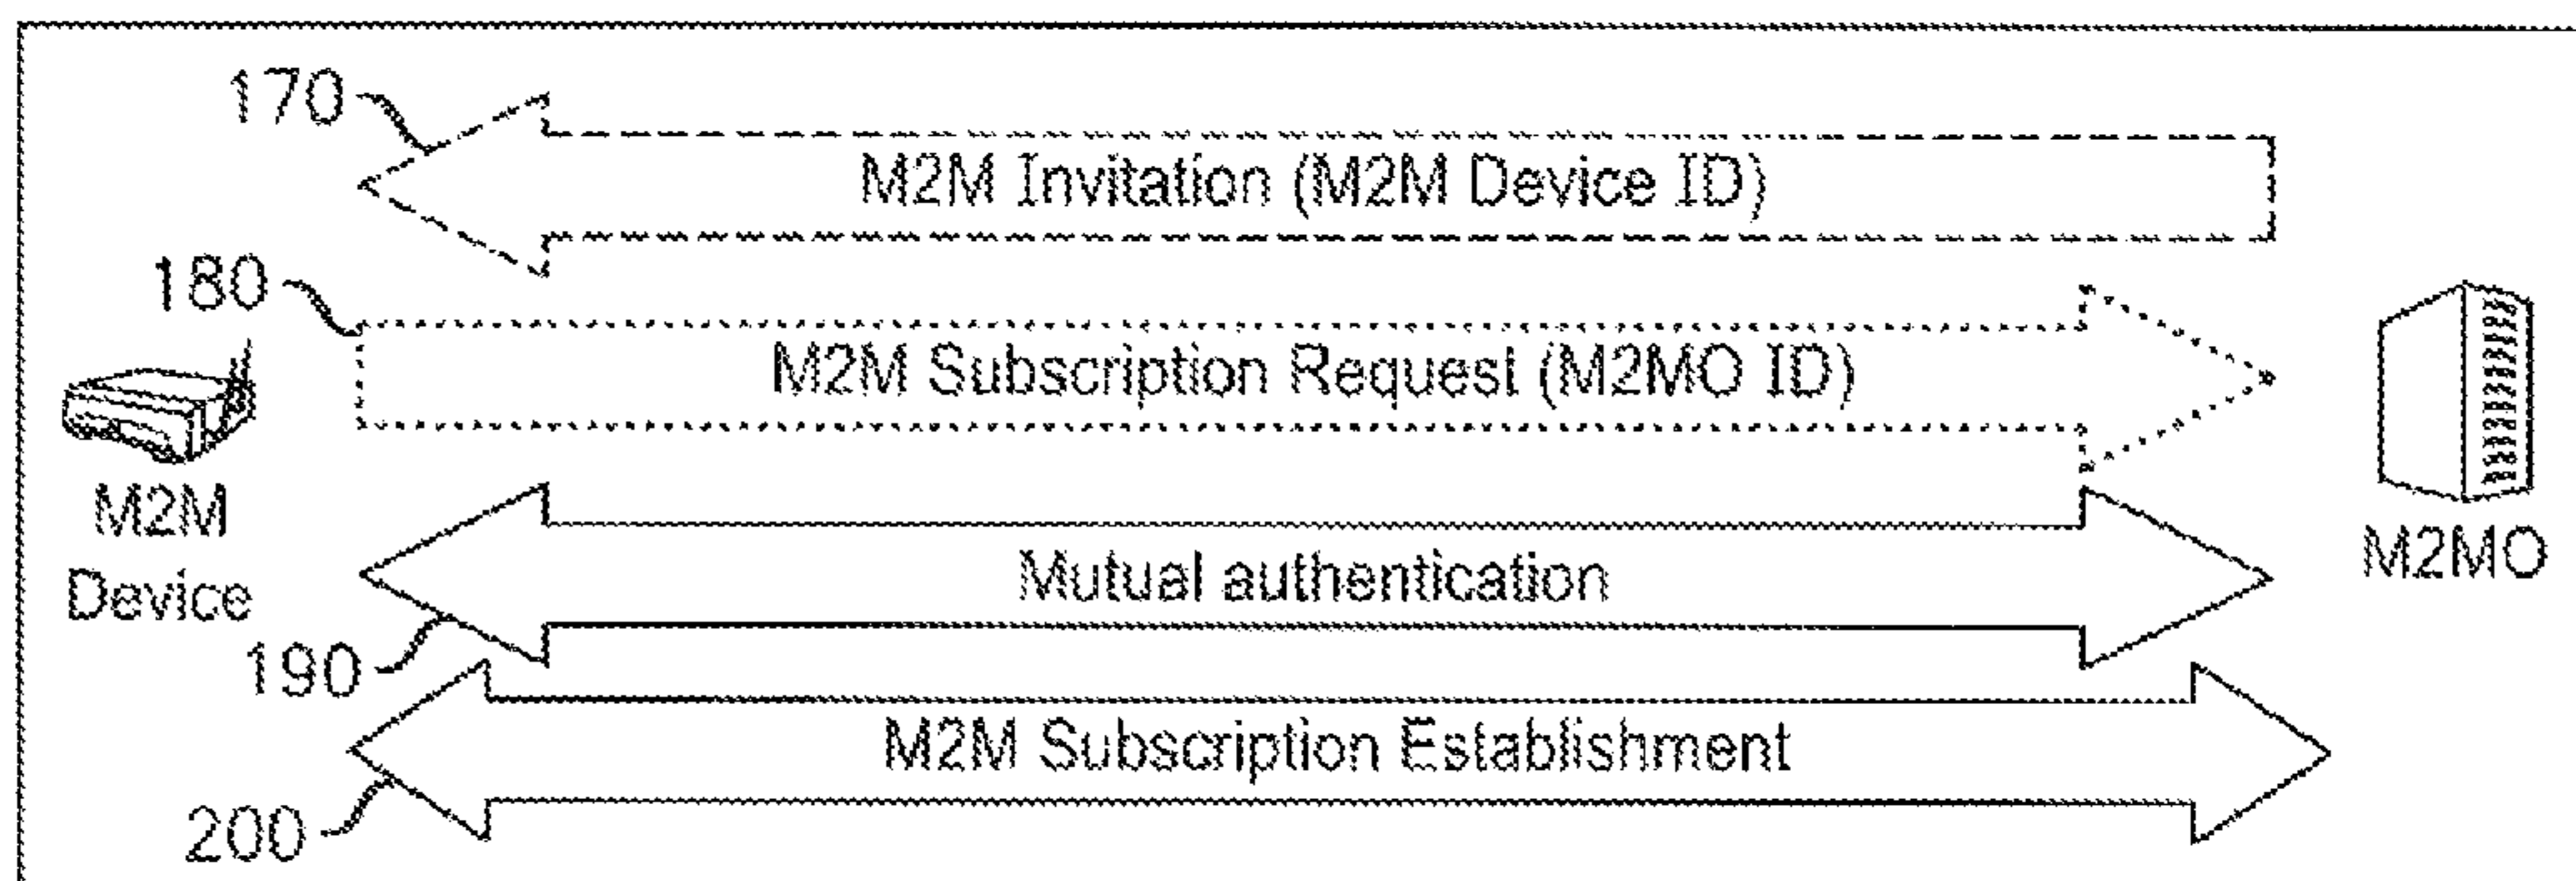 170
M2M Invitation (M2M Device ID)
180
M2M Subscription Request (M2MO ID)
M2M
Device
M2MO
Mutual authentication
190
M2M Subscription Establishment
200